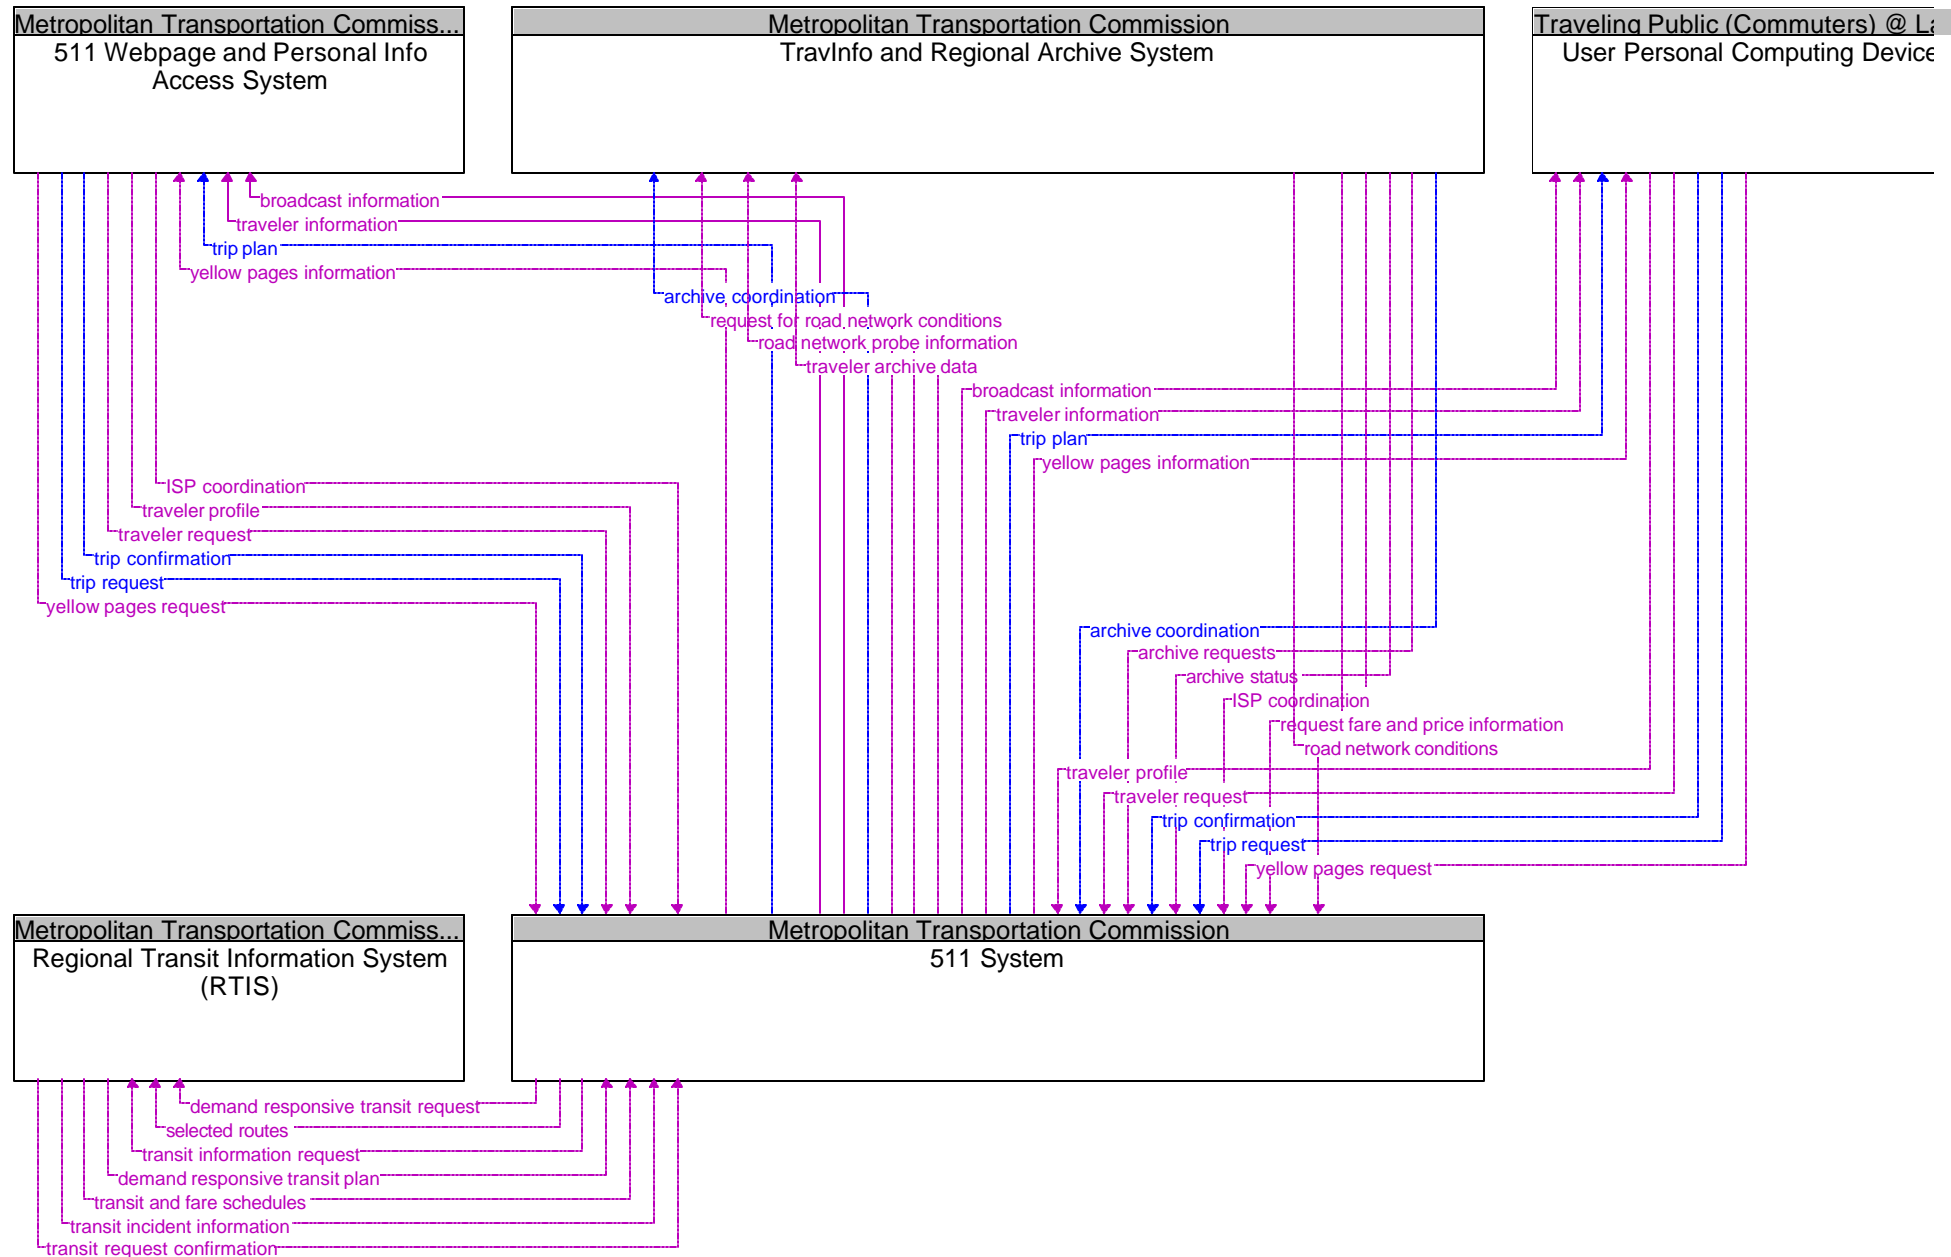 Metropolitan Transportation Commiss...
511 Webpage and Personal Info
Access System
Metropolitan Transportation Commission
TravInfo and Regional Archive System
Traveling Public (Commuters) @ La
User Personal Computing Device
broadcast information
traveler information
trip plan
yellow pages information
archive coordination
request for road network conditions
road network probe information
traveler archive data
broadcast information
traveler information
trip plan
yellow pages information
ISP coordination
traveler profile
traveler request
trip confirmation
trip request
yellow pages request
archive coordination
archive requests
archive status
ISP coordination
request fare and price information
road network conditions
traveler profile
traveler request
trip confirmation
trip request
yellow pages request
Metropolitan Transportation Commiss...
Regional Transit Information System
(RTIS)
Metropolitan Transportation Commission
511 System
demand responsive transit request
selected routes
transit information request
demand responsive transit plan
transit and fare schedules
transit incident information
transit request confirmation